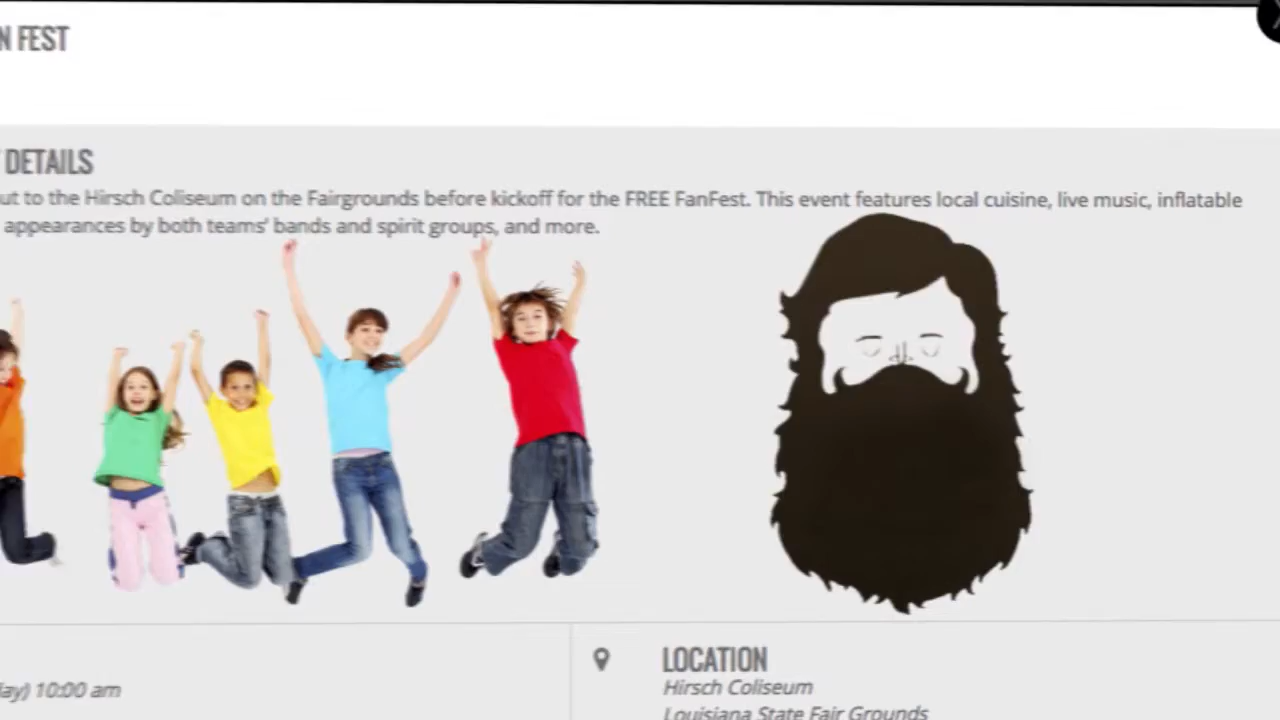 N FEST
DETAILS
ut to the Hirsch Coliseum on the Fairgrounds before kickoff for the FREE FanFest. This event features local cuisine, live music, inflatable
appearances by both teams' bands and spirit groups, and more.
LOCATION
Hirsch Coliseum
ay) 10:00 am
Louisiana State Fair Grounds